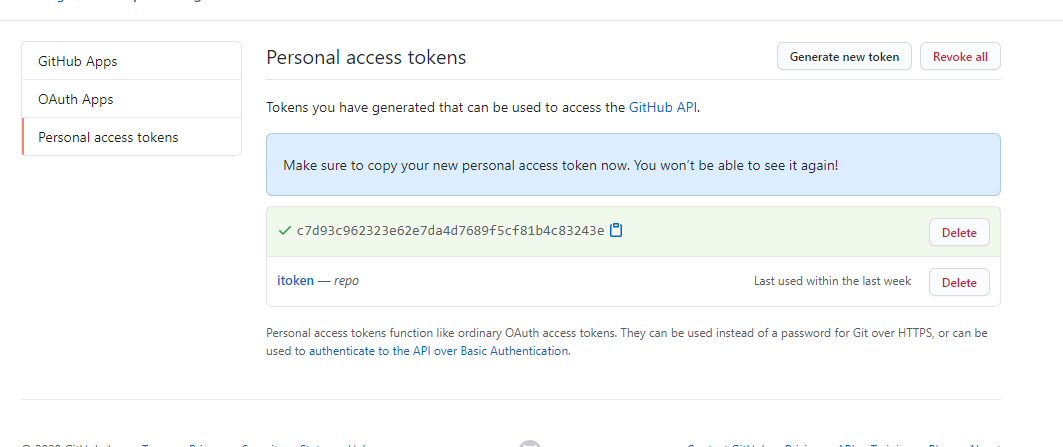 GitHub Apps
OAuth Apps
Personal access tokens
Personal access tokens
Generate new token
Revoke all
Tokens you have generated that can be used to access the GitHub API.
Make sure to copy your new personal access token now. You won't be able to see it again!
c7d93c962323e62e7da4d7689f5cf81b4c83243e
Delete
itoken — repo
Last used within the last week
Delete
Personal access tokens function like ordinary OAuth access tokens. They can be used instead of a password for Git over HTTPS, or can be
used to authenticate to the API over Basic Authentication.